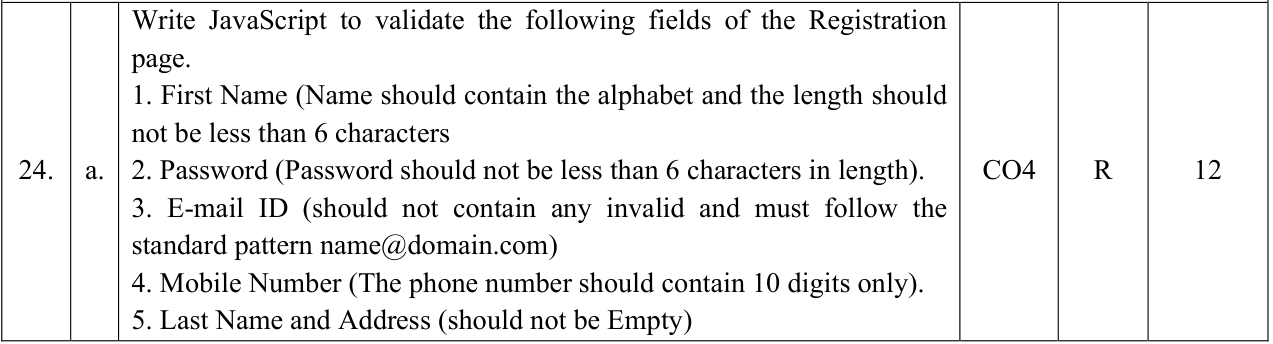 Write JavaScript to validate the following fields of the Registration
page.
1. First Name (Name should contain the alphabet and the length should
not be less than 6 characters
24. a. 2. Password (Password should not be less than 6 characters in length). CO4 R 12
3. E-mail ID (should not contain any invalid and must follow the
standard pattern name@domain.com)
4. Mobile Number (The phone number should contain 10 digits only).
5. Last Name and Address (should not be Empty)